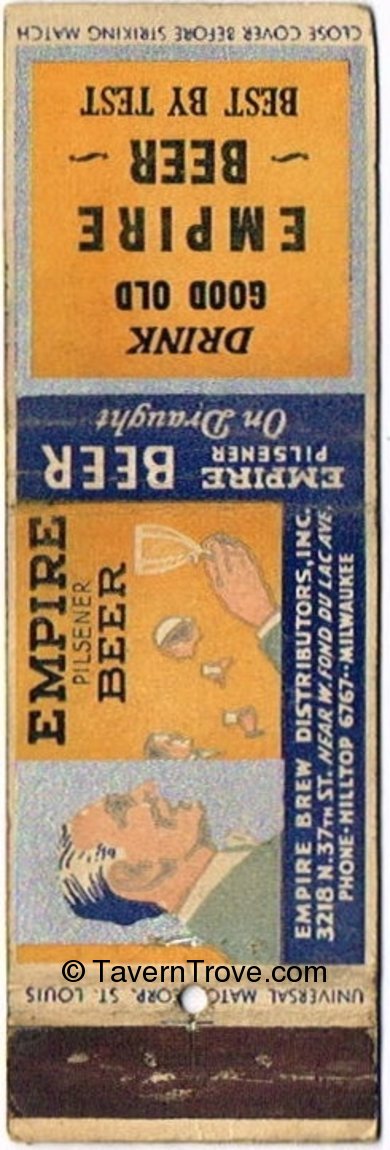 CLOSE COVER BEFORE STRIKING MATCH
DRINK
GOOD OLD
EMPIRE
~ BEER ~
BEST BY TEST
EMPIRE
PILSENER
BEER
On Draught
EMPIRE
PILSENER
BEER
EMPIRE BREW DISTRIBUTORS, INC.
3218 N. 37TH ST. NEAR W. FOND DU LAC AVE.
PHONE-HILLTOP 6767--MILWAUKEE
UNIVERSAL MATCH CORP., ST. LOUIS
© TavernTrove.com